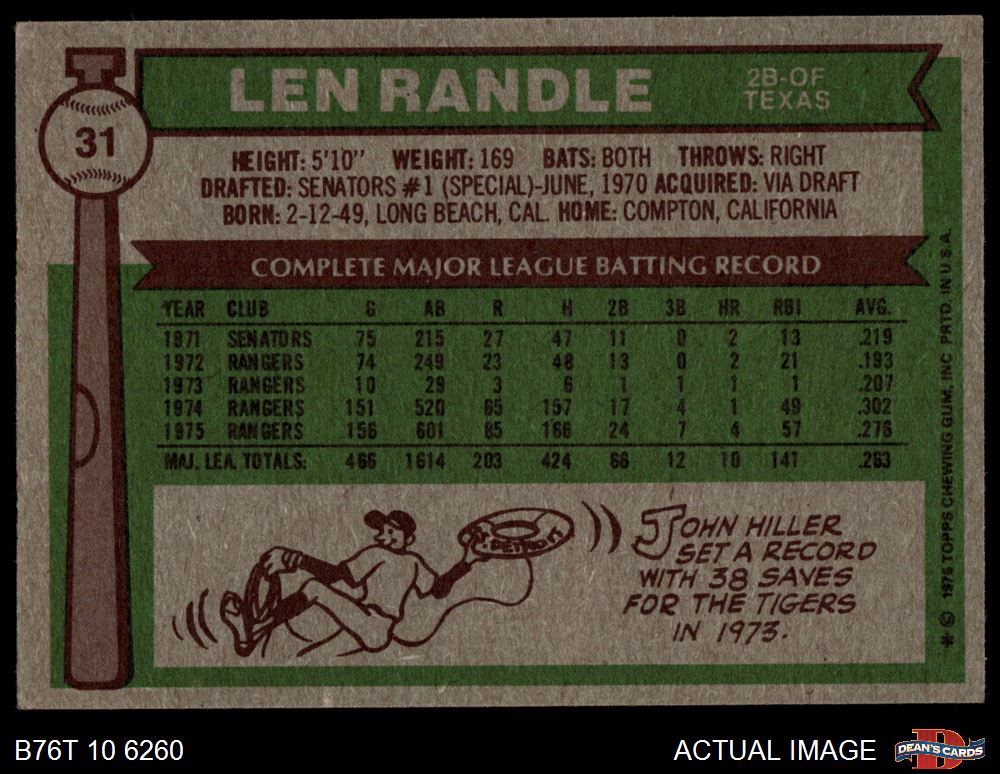 31
LEN RANDLE
2B-OF
TEXAS
HEIGHT: 5'10" WEIGHT: 169 BATS: BOTH THROWS: RIGHT
DRAFTED: SENATORS #1 (SPECIAL)-JUNE, 1970 ACQUIRED: VIA DRAFT
BORN: 2-12-49, LONG BEACH, CAL. HOME: COMPTON, CALIFORNIA
COMPLETE MAJOR LEAGUE BATTING RECORD
YEAR CLUB G AB R H 2B 3B HR RBI AVG.
1971 SENATORS 75 215 27 47 11 0 2 13 .219
1972 RANGERS 74 249 23 48 13 0 2 21 .193
1973 RANGERS 10 29 3 6 1 1 1 1 .207
1974 RANGERS 151 520 65 157 17 4 1 49 .302
1975 RANGERS 156 601 85 166 24 7 4 57 .276
MAJ. LEA. TOTALS: 466 1614 203 424 66 12 10 141 .263
DETROIT
JOHN HILLER
SET A RECORD
WITH 38 SAVES
FOR THE TIGERS
IN 1973.
* © 1976 TOPPS CHEWING GUM, INC. PRTD. IN U.S.A.
B76T 10 6260
ACTUAL IMAGE
DEAN'S CARDS